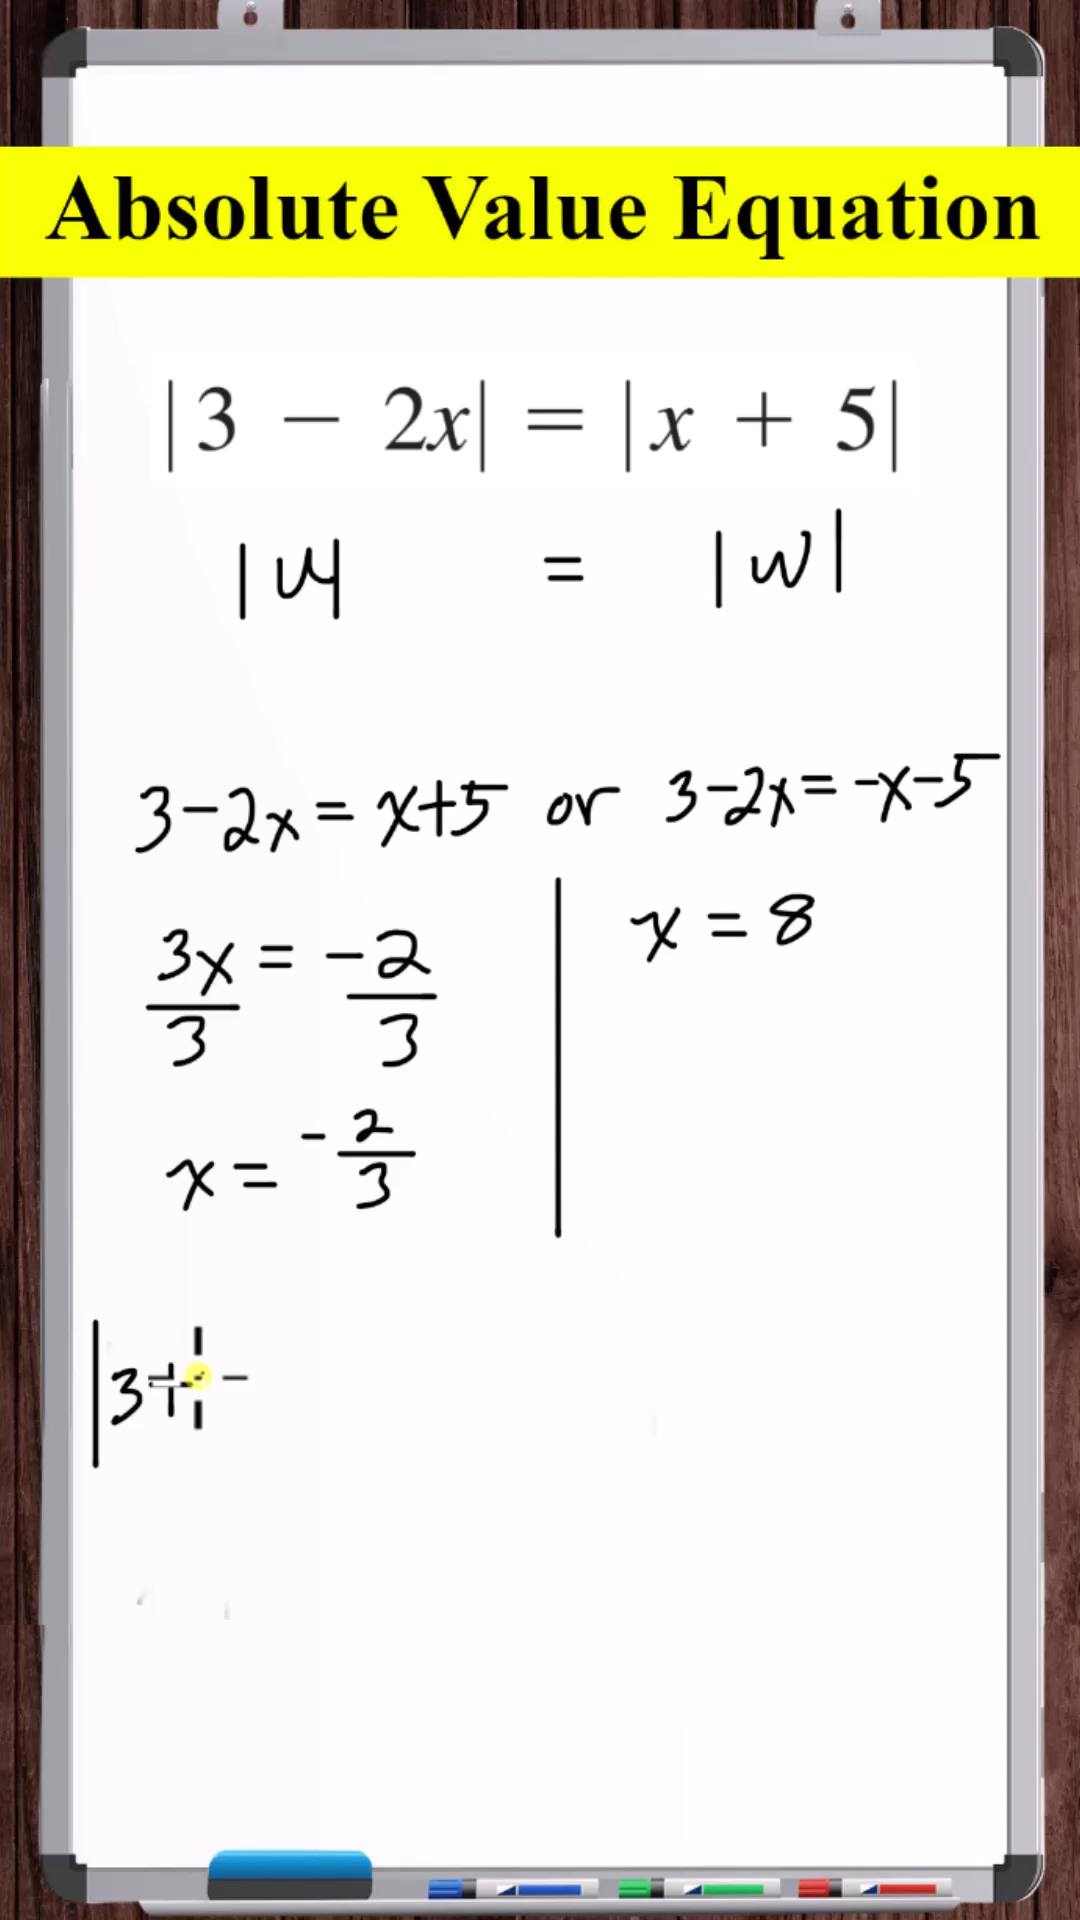 Absolute Value Equation
|3 − 2x| = |x + 5|
|u| = |w|
3-2x = x+5 or 3-2x = -x-5
3x/3 = -2/3
x = 8
x = -2/3
|3+